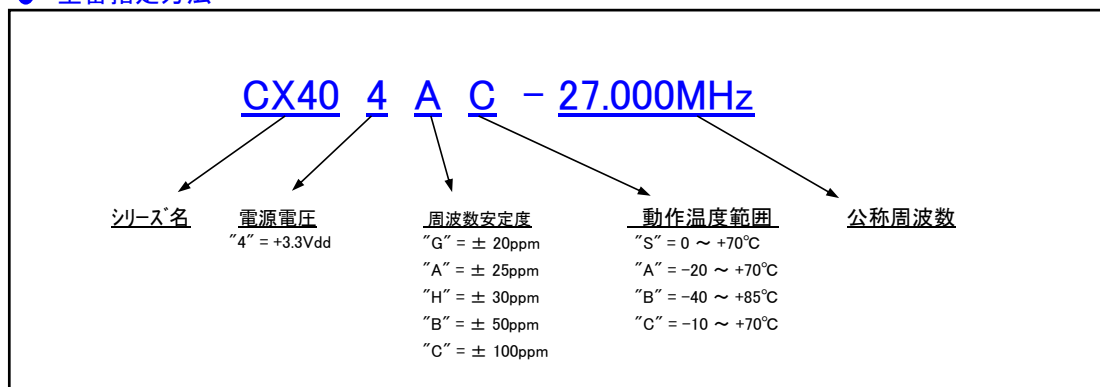 CX40 4 A C - 27.000MHz
シリーズ名 電源電圧 周波数安定度 動作温度範囲 公称周波数
"4" = +3.3Vdd "G" = ± 20ppm "S" = 0 ～ +70℃
"A" = ± 25ppm "A" = -20 ～ +70℃
"H" = ± 30ppm "B" = -40 ～ +85℃
"B" = ± 50ppm "C" = -10 ～ +70℃
"C" = ± 100ppm